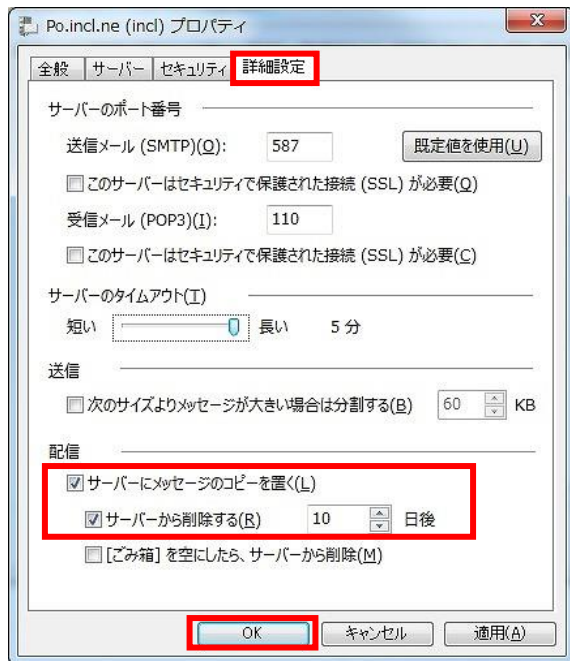 Po.incl.ne (incl) プロパティ
全般 サーバー セキュリティ 詳細設定
サーバーのポート番号
送信メール (SMTP)(O): 587 既定値を使用(U)
このサーバーはセキュリティで保護された接続 (SSL) が必要(Q)
受信メール (POP3)(I): 110
このサーバーはセキュリティで保護された接続 (SSL) が必要(C)
サーバーのタイムアウト(T)
短い 長い 5 分
送信
次のサイズよりメッセージが大きい場合は分割する(B) 60 KB
配信
サーバーにメッセージのコピーを置く(L)
サーバーから削除する(R) 10 日後
[ごみ箱] を空にしたら、サーバーから削除(M)
OK キャンセル 適用(A)